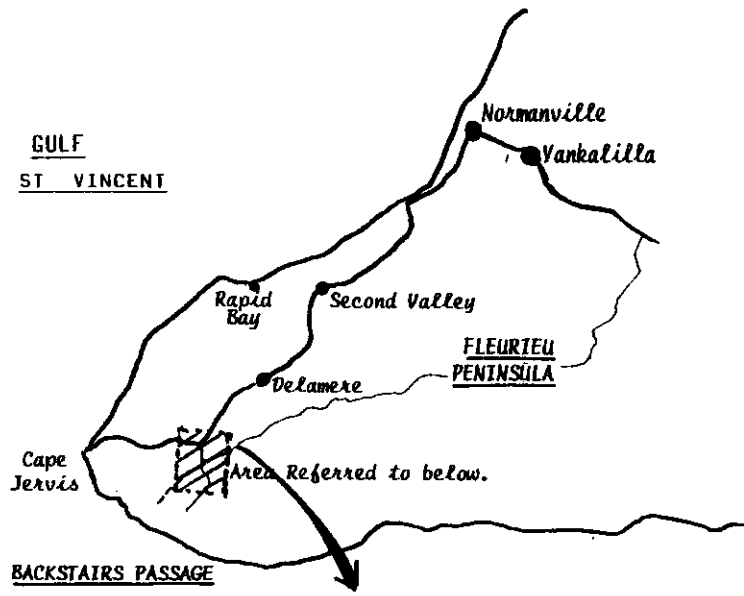 Normanville
GULF
ST VINCENT
Yankalilla
Rapid
Bay
Second Valley
FLEURIEU
PENINSULA
Delamere
Cape
Jervis
Area Referred to below.
BACKSTAIRS PASSAGE